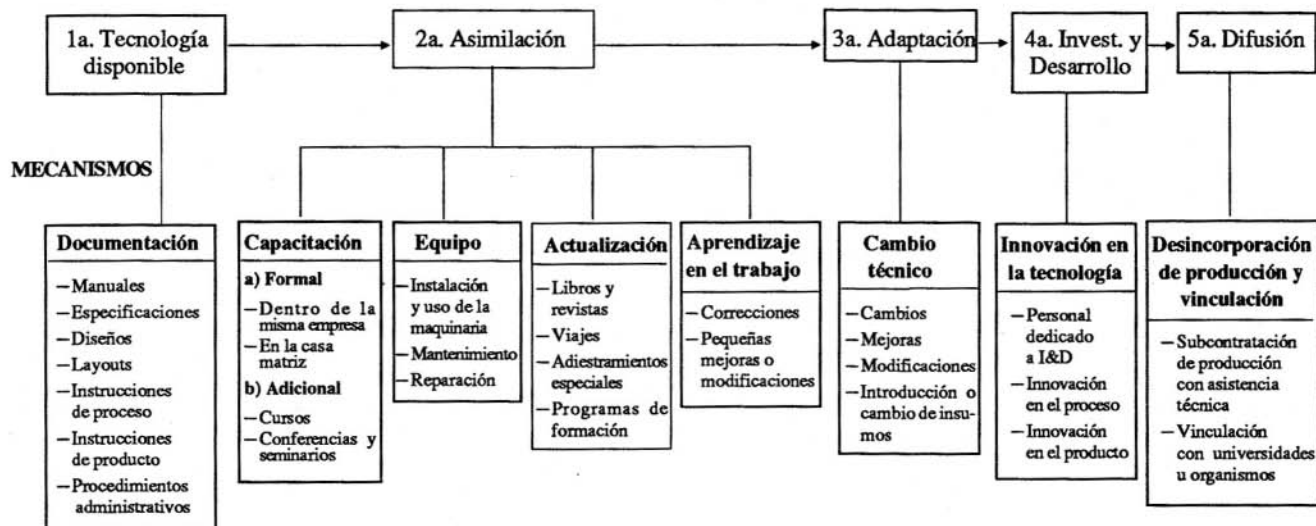 1a. Tecnología
disponible
2a. Asimilación
3a. Adaptación
4a. Invest. y
Desarrollo
5a. Difusión
MECANISMOS
Documentación
—Manuales
—Especificaciones
—Diseños
—Layouts
—Instrucciones
de proceso
—Instrucciones
de producto
—Procedimientos
administrativos
Capacitación
a) Formal
—Dentro de la
misma empresa
—En la casa
matriz
b) Adicional
—Cursos
—Conferencias y
seminarios
Equipo
—Instalación
y uso de la
maquinaria
—Mantenimiento
—Reparación
Actualización
—Libros y
revistas
—Viajes
—Adiestramientos
especiales
—Programas de
formación
Aprendizaje
en el trabajo
—Correcciones
—Pequeñas
mejoras o
modificaciones
Cambio
técnico
—Cambios
—Mejoras
—Modificaciones
—Introducción o
cambio de insu-
mos
Innovación en
la tecnología
—Personal
dedicado
a I&D
—Innovación
en el proceso
—Innovación
en el producto
Desincorporación
de producción y
vinculación
—Subcontratación
de producción
con asistencia
técnica
—Vinculación
con universidades
u organismos